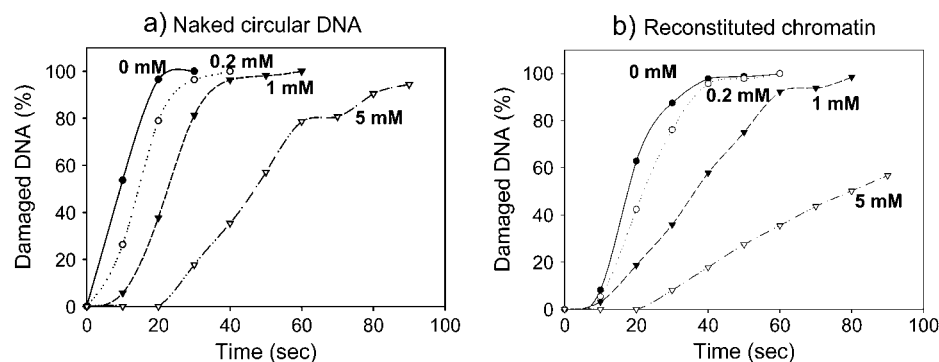 a) Naked circular DNA
0 mM
0.2 mM
1 mM
5 mM
Damaged DNA (%)
100
80
60
40
20
0
0 20 40 60 80 100
Time (sec)
b) Reconstituted chromatin
0 mM
0.2 mM
1 mM
5 mM
Damaged DNA (%)
100
80
60
40
20
0
0 20 40 60 80 100
Time (sec)